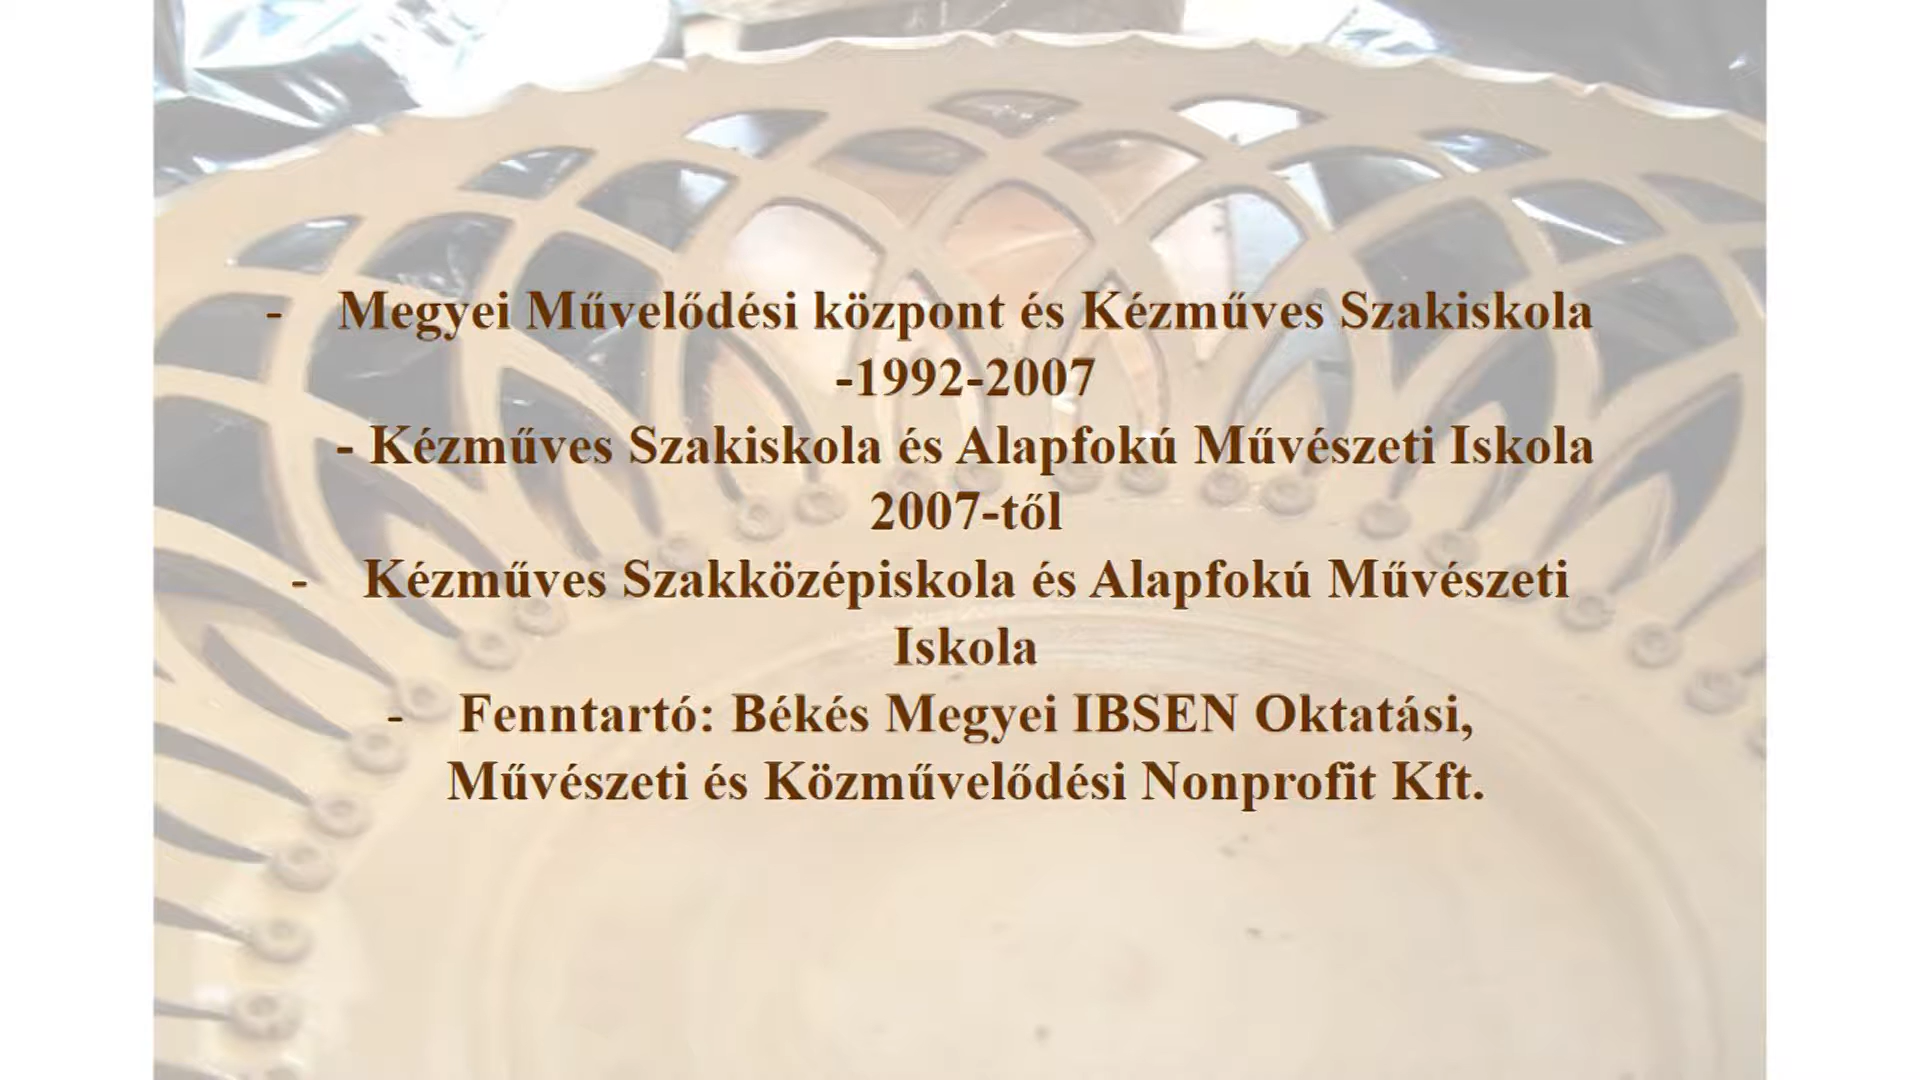 - Megyei Művelődési központ és Kézműves Szakiskola
-1992-2007
- Kézműves Szakiskola és Alapfokú Művészeti Iskola
2007-től
- Kézműves Szakközépiskola és Alapfokú Művészeti
Iskola
- Fenntartó: Békés Megyei IBSEN Oktatási,
Művészeti és Közművelődési Nonprofit Kft.